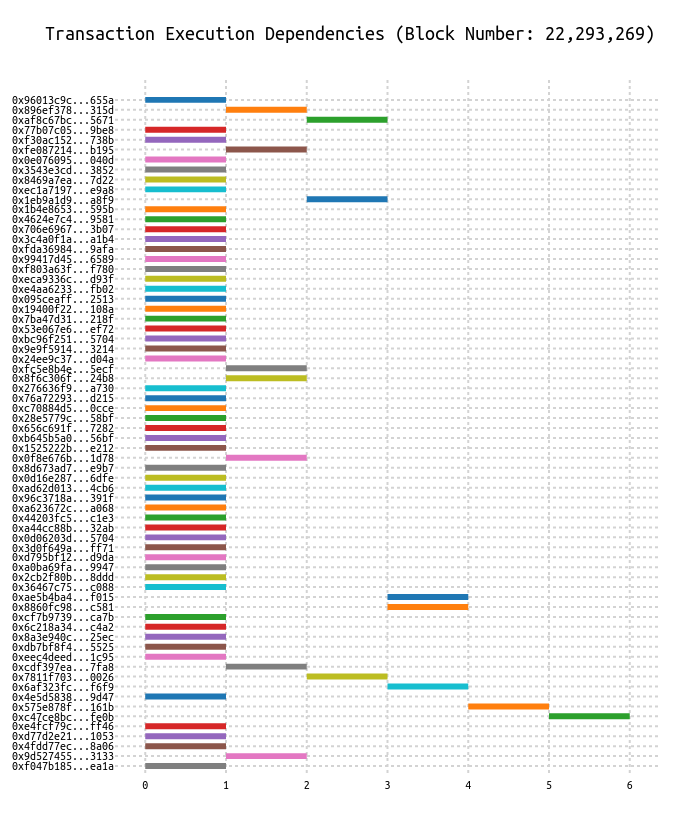 Transaction Execution Dependencies (Block Number: 22,293,269)
0x96013c9c...655a
0x896ef378...315d
0xaf8c67bc...5671
0x77b07c05...9be8
0xf30ac152...738b
0xfe087214...b195
0x0e076095...040d
0x3543e3cd...3852
0x8469a7ea...7d22
0xec1a7197...e9a8
0x1eb9a1d9...a8f9
0x1b4e8653...595b
0x4624e7c4...9581
0x706e6967...3b07
0x3c4a0f1a...a1b4
0xfda36984...9afa
0x99417d45...6589
0xf803a63f...f780
0xeca9336c...d93f
0xe4aa6233...fb02
0x095ceaff...2513
0x19400f22...108a
0x7ba47d31...218f
0x53e067e6...ef72
0xbc96f251...5704
0x9e9f5914...3214
0x24ee9c37...d04a
0xfc5e8b4e...5ecf
0x8f6c306f...24b8
0x276636f9...a730
0x76a72293...d215
0xc70884d5...0cce
0x28e5779c...58bf
0x656c691f...7282
0xb645b5a0...56bf
0x1525222b...e212
0x0f8e676b...1d78
0x8d673ad7...e9b7
0x0d16e287...6dfe
0xad62d013...4cb6
0x96c3718a...391f
0xa623672c...a068
0x44203fc5...c1e3
0xa44cc88b...32ab
0x0d06203d...5704
0x3d0f649a...ff71
0xd795bf12...d9da
0xa0ba69fa...9947
0x2cb2f80b...8ddd
0x36467c75...c088
0xae5b4ba4...f015
0x8860fc98...c581
0xcf7b9739...ca7b
0x6c218a34...c4a2
0x8a3e940c...25ec
0xdb7bf8f4...5525
0xeec4deed...1c95
0xcdf397ea...7fa8
0x7811f703...0026
0x6af323fc...f6f9
0x4e5d5838...9d47
0x575e878f...161b
0xc47ce8bc...fe0b
0xe4fcf79c...ff46
0xd77d2e21...1053
0x4fdd77ec...8a06
0x9d527455...3133
0xf047b185...ea1a
0 1 2 3 4 5 6